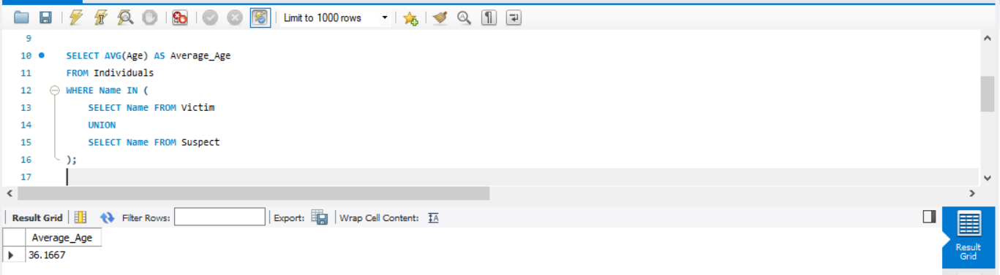 Limit to 1000 rows
9
10 SELECT AVG(Age) AS Average_Age
11 FROM Individuals
12 WHERE Name IN (
13 SELECT Name FROM Victim
14 UNION
15 SELECT Name FROM Suspect
16 );
17
Result Grid Filter Rows: Export: Wrap Cell Content: IA
Average_Age
36.1667
Result
Grid